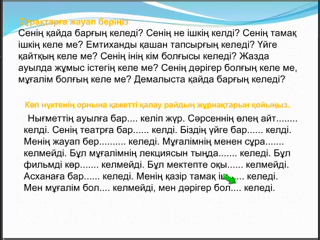 Сұрақтарға жауап беріңіз
Сенің қайда барғың келеді? Сенің не ішкің келді? Сенің тамақ
ішкің келе ме? Емтиханды қашан тапсырғың келеді? Үйге
қайтқың келе ме? Сенің інің кім болғысы келеді? Жазда
ауылда жұмыс істегің келе ме? Сенің дәрігер болғың келе ме,
мұғалім болғың келе ме? Демалыста қайда барғың келеді?
Көп нүктенің орнына қажетті қалау райдың жұрнақтарын қойыңыз.
Нығметтің ауылға бар.... келіп жүр. Сәрсеннің өлең айт........
келді. Сенің театрға бар...... келді. Біздің үйге бар...... келді.
Менің жауап бер.......... келеді. Мұғалімнің менен сұра.......
келмейді. Бұл мұғалімнің лекциясын тыңда....... келеді. Бұл
фильмді көр....... келмейді. Бұл мектепте оқы...... келмейді.
Асханаға бар...... келеді. Менің қазір тамақ іш...... келеді.
Мен мұғалім бол.... келмейді, мен дәрігер бол.... келеді.